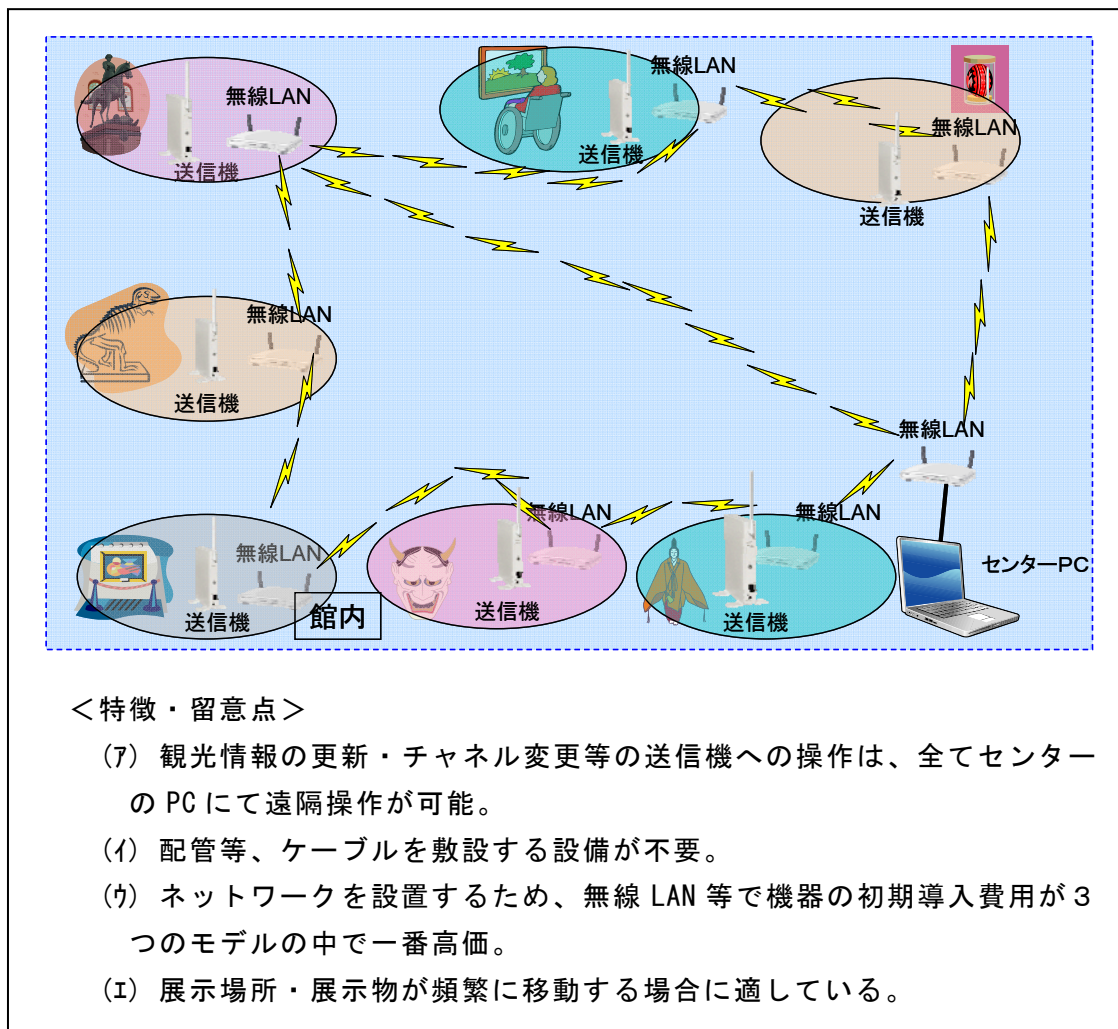 無線LAN
送信機
無線LAN
送信機
無線LAN
送信機
無線LAN
送信機
無線LAN
センターPC
無線LAN
送信機
館内
無線LAN
送信機
無線LAN
送信機
＜特徴・留意点＞
(ｱ) 観光情報の更新・チャネル変更等の送信機への操作は、全てセンター
の PC にて遠隔操作が可能。
(ｲ) 配管等、ケーブルを敷設する設備が不要。
(ｳ) ネットワークを設置するため、無線 LAN 等で機器の初期導入費用が３
つのモデルの中で一番高価。
(ｴ) 展示場所・展示物が頻繁に移動する場合に適している。